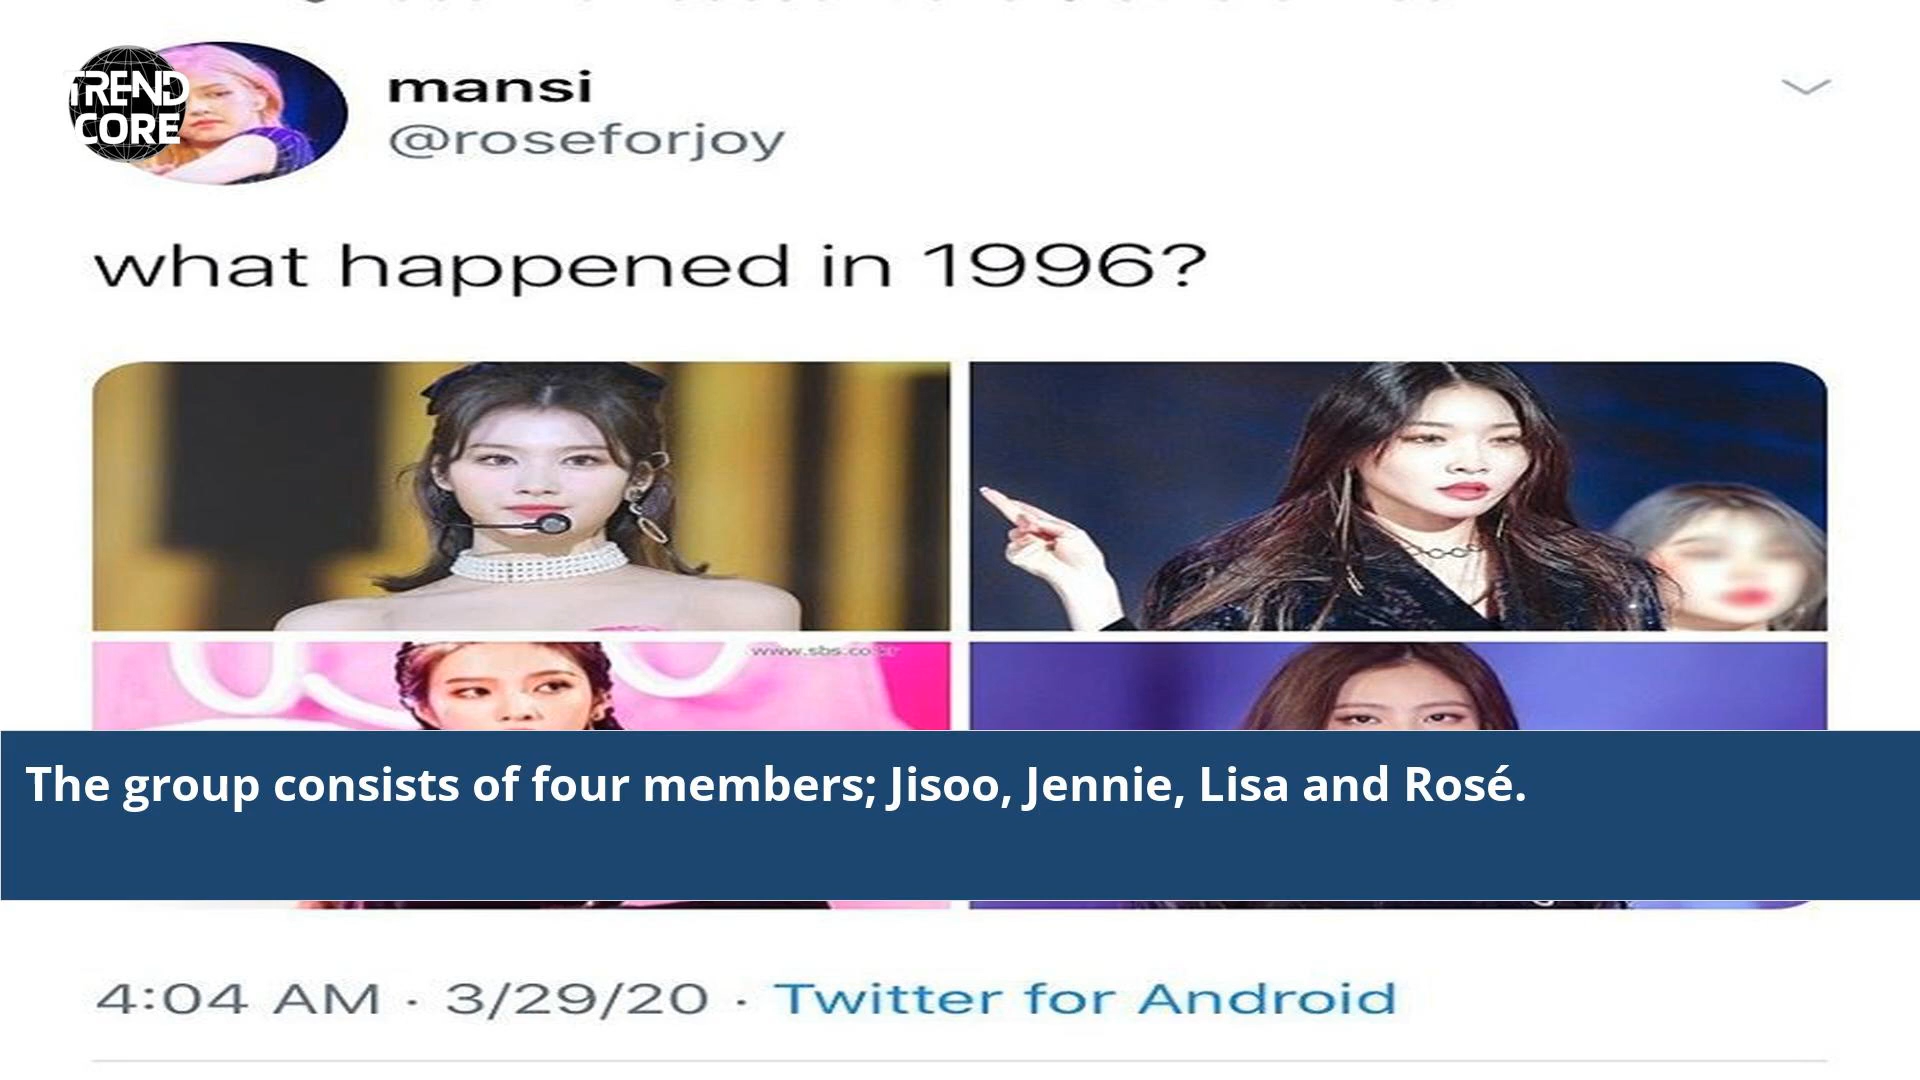 TREND
CORE
mansi
@roseforjoy
what happened in 1996?
www.sbs.co.kr
The group consists of four members; Jisoo, Jennie, Lisa and Rosé.
4:04 AM · 3/29/20 · Twitter for Android